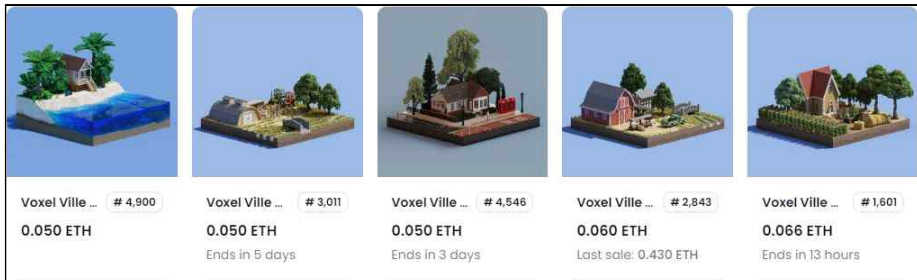 Voxel Ville ... # 4,900
0.050 ETH
Voxel Ville ... # 3,011
0.050 ETH
Ends in 5 days
Voxel Ville ... # 4,546
0.050 ETH
Ends in 3 days
Voxel Ville ... # 2,843
0.060 ETH
Last sale: 0.430 ETH
Voxel Ville ... # 1,601
0.066 ETH
Ends in 13 hours